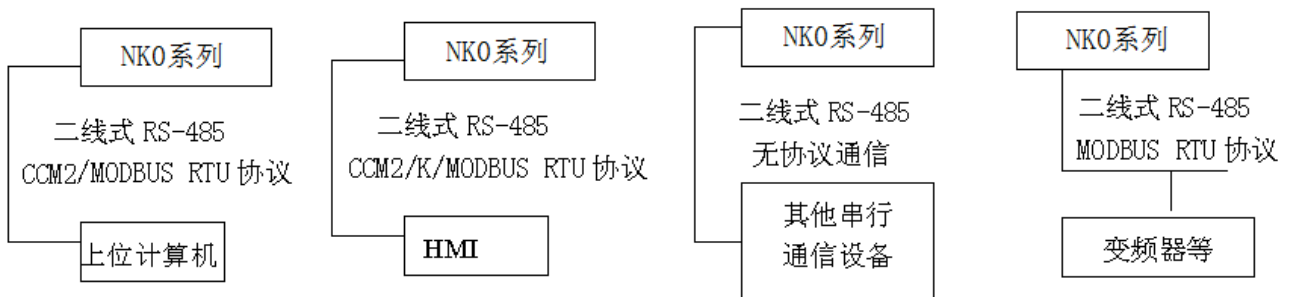 NK0系列
二线式 RS-485
CCM2/MODBUS RTU 协议
上位计算机
NK0系列
二线式 RS-485
CCM2/K/MODBUS RTU 协议
HMI
NK0系列
二线式 RS-485
无协议通信
其他串行
通信设备
NK0系列
二线式 RS-485
MODBUS RTU 协议
变频器等